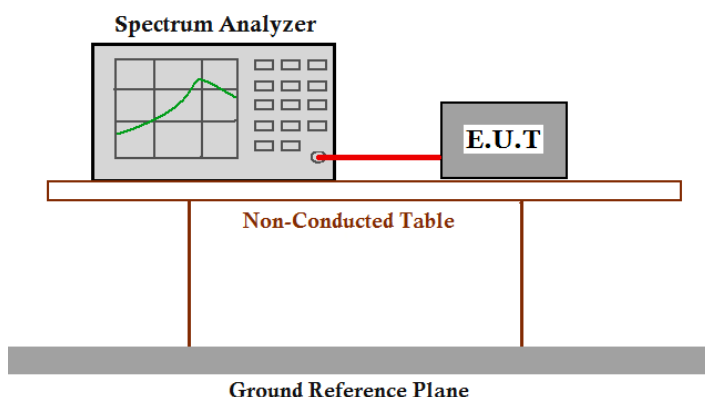 Spectrum Analyzer
E.U.T
Non-Conducted Table
Ground Reference Plane